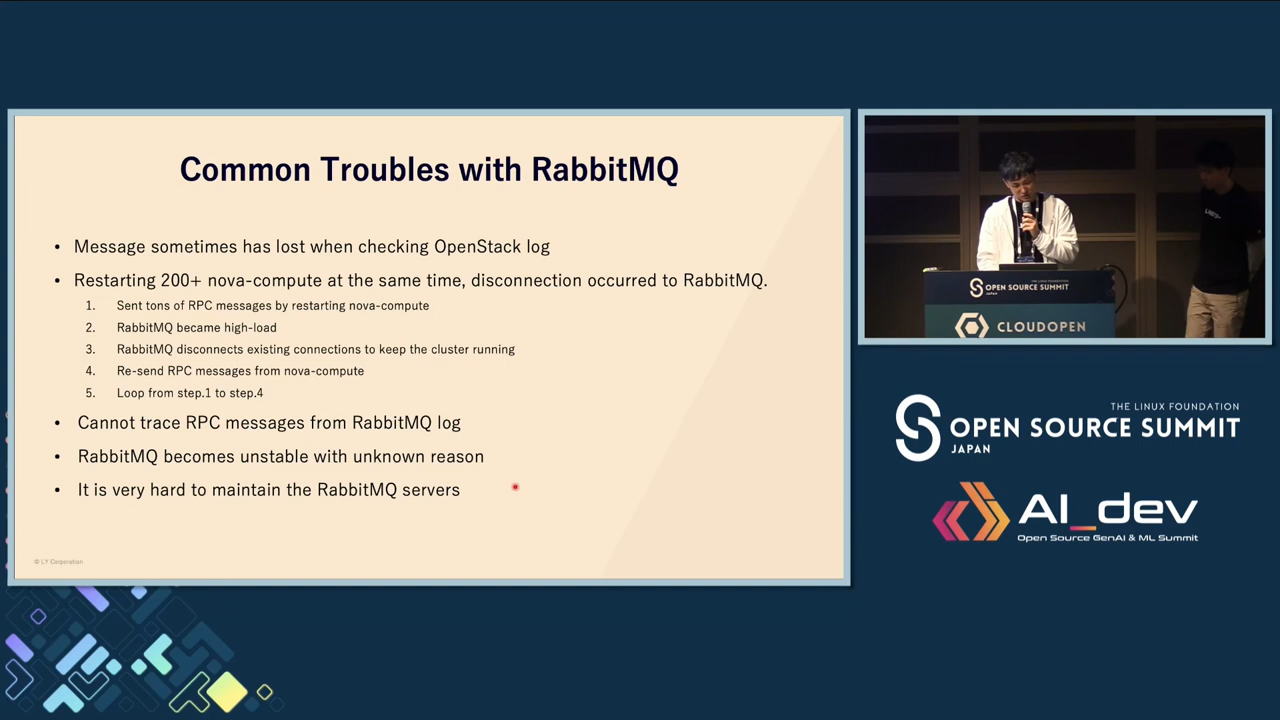 Common Troubles with RabbitMQ
• Message sometimes has lost when checking OpenStack log
• Restarting 200+ nova-compute at the same time, disconnection occurred to RabbitMQ.
1. Sent tons of RPC messages by restarting nova-compute
2. RabbitMQ became high-load
3. RabbitMQ disconnects existing connections to keep the cluster running
4. Re-send RPC messages from nova-compute
5. Loop from step.1 to step.4
• Cannot trace RPC messages from RabbitMQ log
• RabbitMQ becomes unstable with unknown reason
• It is very hard to maintain the RabbitMQ servers
© LY Corporation
THE LINUX FOUNDATION
OPEN SOURCE SUMMIT
JAPAN
CLOUDOPEN
THE LINUX FOUNDATION
OPEN SOURCE SUMMIT
JAPAN
AI_dev
Open Source GenAI & ML Summit